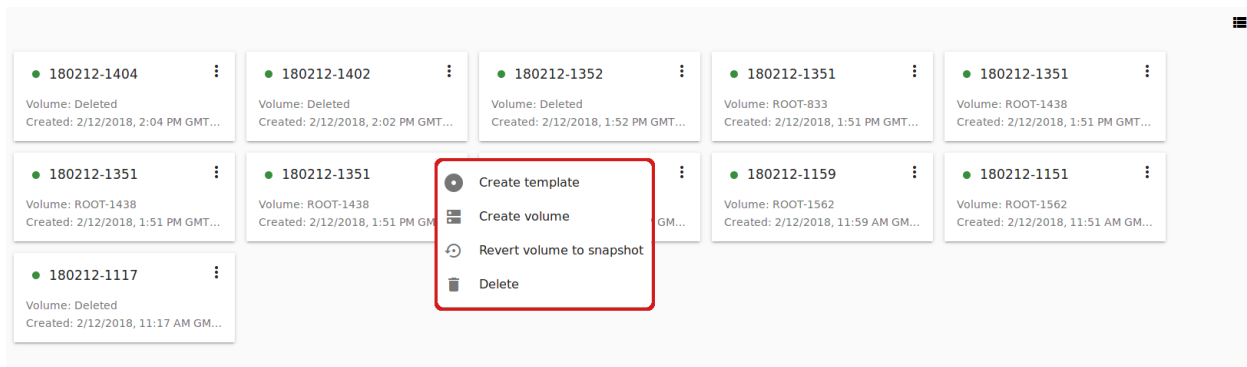 180212-1404
Volume: Deleted
Created: 2/12/2018, 2:04 PM GMT...
180212-1402
Volume: Deleted
Created: 2/12/2018, 2:02 PM GMT...
180212-1352
Volume: Deleted
Created: 2/12/2018, 1:52 PM GMT...
180212-1351
Volume: ROOT-833
Created: 2/12/2018, 1:51 PM GMT...
180212-1351
Volume: ROOT-1438
Created: 2/12/2018, 1:51 PM GMT...
180212-1351
Volume: ROOT-1438
Created: 2/12/2018, 1:51 PM GMT...
180212-1351
Volume: ROOT-1438
Created: 2/12/2018, 1:51 PM GM
Create template
Create volume
Revert volume to snapshot
Delete
GM...
180212-1159
Volume: ROOT-1562
Created: 2/12/2018, 11:59 AM GM...
180212-1151
Volume: ROOT-1562
Created: 2/12/2018, 11:51 AM GM...
180212-1117
Volume: Deleted
Created: 2/12/2018, 11:17 AM GM...